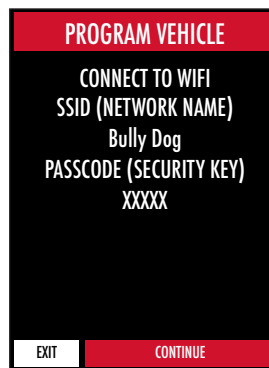 PROGRAM VEHICLE
CONNECT TO WIFI
SSID (NETWORK NAME)
Bully Dog
PASSCODE (SECURITY KEY)
XXXXX
EXIT
CONTINUE